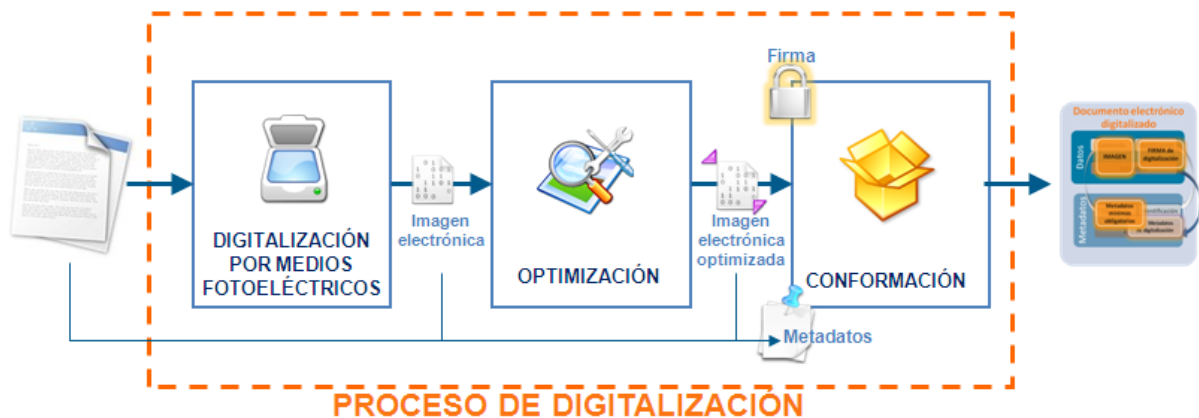 Firma
DIGITALIZACIÓN
POR MEDIOS
FOTOELÉCTRICOS
Imagen
electrónica
OPTIMIZACIÓN
Imagen
electrónica
optimizada
CONFORMACIÓN
Metadatos
Documento electrónico
digitalizado
Datos
IMAGEN
FIRMA de
digitalización
Metadatos
Metadatos
mínimos
obligatorios
Metadatos
de digitalización
PROCESO DE DIGITALIZACIÓN